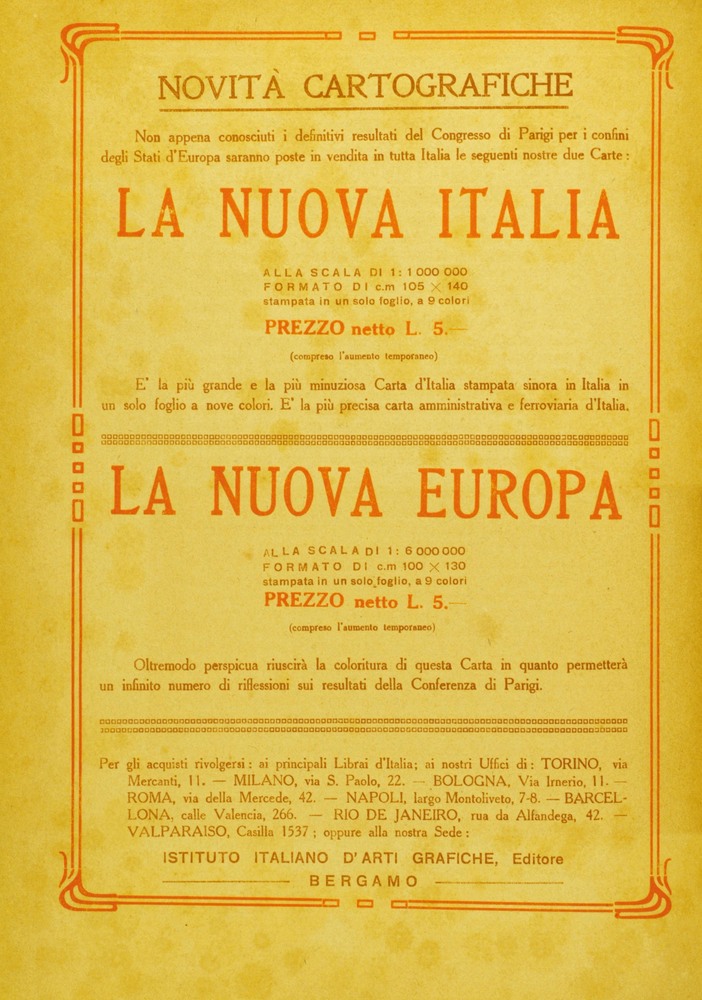 NOVITÀ CARTOGRAFICHE
Non appena conosciuti i definitivi resultati del Congresso di Parigi per i confini
degli Stati d'Europa saranno poste in vendita in tutta Italia le seguenti nostre due Carte :
LA NUOVA ITALIA
ALLA SCALA DI 1 : 1 000 000
FORMATO DI c.m 105 × 140
stampata in un solo foglio, a 9 colori
PREZZO netto L. 5.—
(compreso l'aumento temporaneo)
E' la più grande e la più minuziosa Carta d'Italia stampata sinora in Italia in
un solo foglio a nove colori. E' la più precisa carta amministrativa e ferroviaria d'Italia.
LA NUOVA EUROPA
ALLA SCALA DI 1 : 6 000 000
FORMATO DI c.m 100 × 130
stampata in un solo foglio, a 9 colori
PREZZO netto L. 5.—
(compreso l'aumento temporaneo)
Oltremodo perspicua riuscirà la coloritura di questa Carta in quanto permetterà
un infinito numero di riflessioni sui resultati della Conferenza di Parigi.
Per gli acquisti rivolgersi : ai principali Librai d'Italia; ai nostri Uffici di : TORINO, via
Mercanti, 11. — MILANO, via S. Paolo, 22. — BOLOGNA, Via Irnerio, 11. —
ROMA, via della Mercede, 42. — NAPOLI, largo Montoliveto, 7-8. — BARCEL-
LONA, calle Valencia, 266. — RIO DE JANEIRO, rua da Alfandega, 42. —
VALPARAISO, Casilla 1537 ; oppure alla nostra Sede :
ISTITUTO ITALIANO D'ARTI GRAFICHE, Editore
BERGAMO